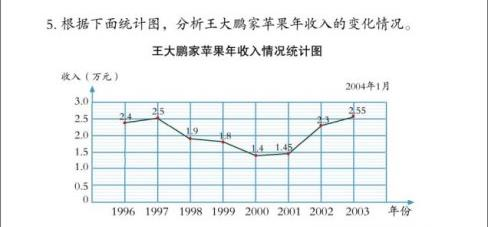 5. 根据下面统计图，分析王大鹏家苹果年收入的变化情况。
王大鹏家苹果年收入情况统计图
收入（万元）
2004年1月
3.0
2.5
2.0
1.5
1.0
0.5
0
2.4 2.5 1.9 1.8 1.4 1.45 2.3 2.55
1996 1997 1998 1999 2000 2001 2002 2003 年份